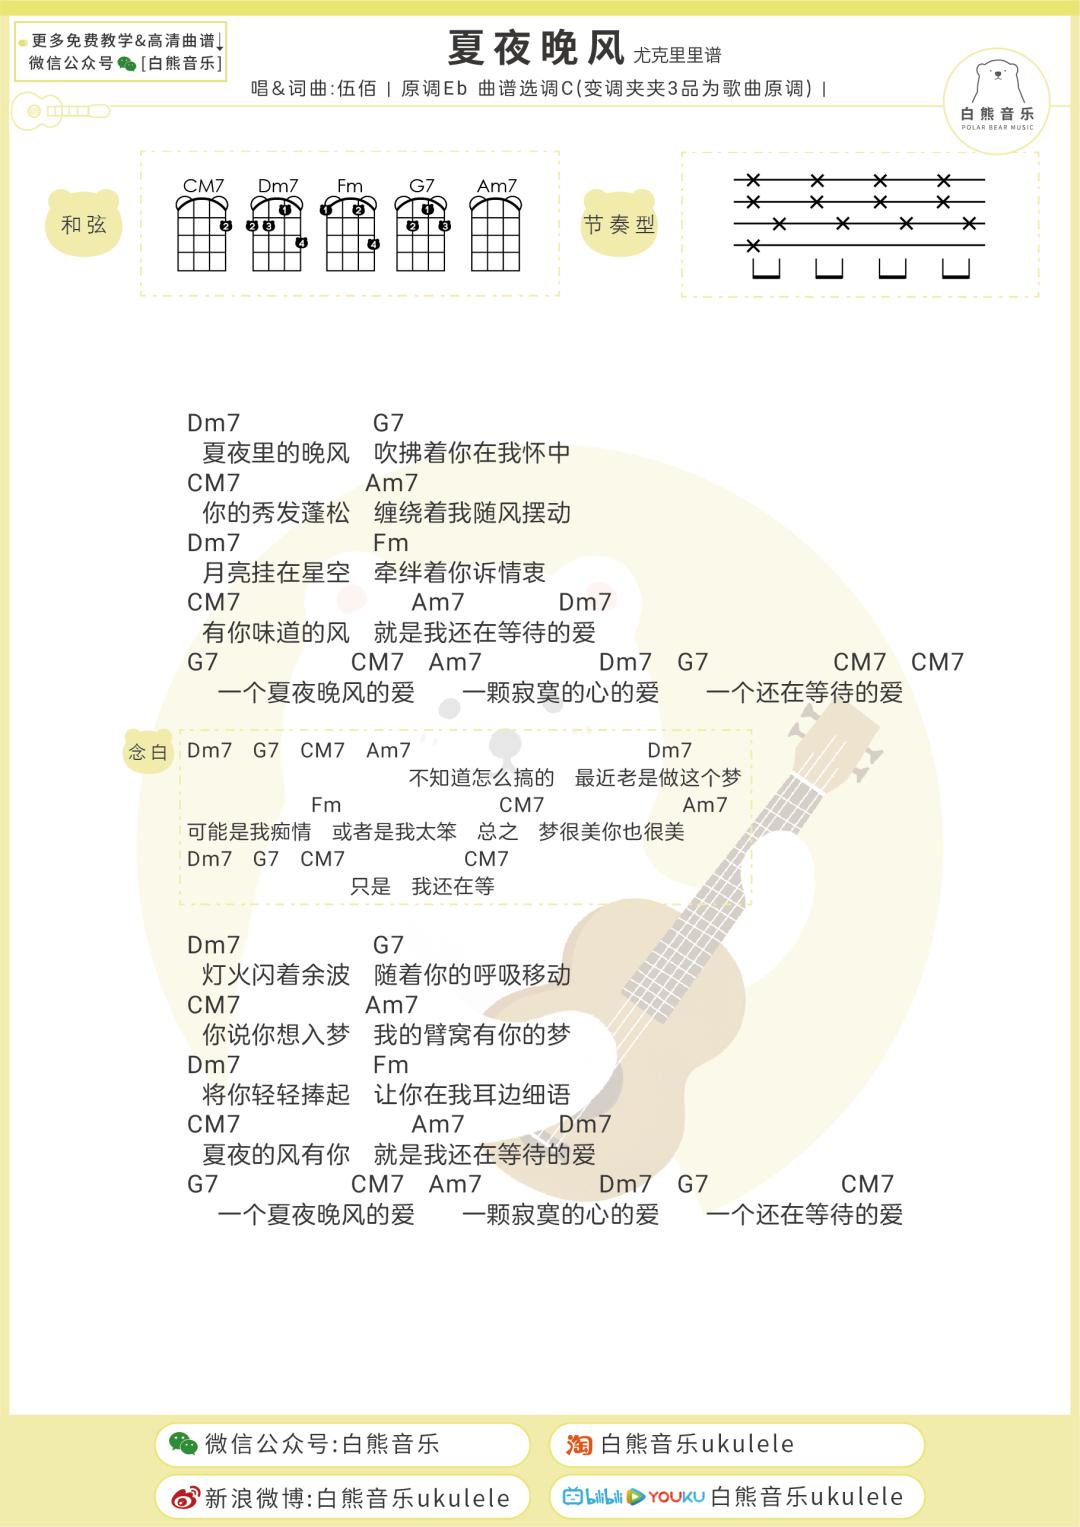 更多免费教学&高清曲谱↓
微信公众号 [白熊音乐]
夏夜晚风 尤克里里谱
唱&词曲:伍佰 | 原调Eb 曲谱选调C(变调夹夹3品为歌曲原调) |
白熊音乐
POLAR BEAR MUSIC
和弦
CM7 Dm7 Fm G7 Am7
2 1 2 3 4 1 2 4 1 2 3
节奏型
Dm7 G7
夏夜里的晚风 吹拂着你在我怀中
CM7 Am7
你的秀发蓬松 缠绕着我随风摆动
Dm7 Fm
月亮挂在星空 牵绊着你诉情衷
CM7 Am7 Dm7
有你味道的风 就是我还在等待的爱
G7 CM7 Am7 Dm7 G7 CM7 CM7
一个夏夜晚风的爱 一颗寂寞的心的爱 一个还在等待的爱
念白
Dm7 G7 CM7 Am7 Dm7
不知道怎么搞的 最近老是做这个梦
Fm CM7 Am7
可能是我痴情 或者是我太笨 总之 梦很美你也很美
Dm7 G7 CM7 CM7
只是 我还在等
Dm7 G7
灯火闪着余波 随着你的呼吸移动
CM7 Am7
你说你想入梦 我的臂窝有你的梦
Dm7 Fm
将你轻轻捧起 让你在我耳边细语
CM7 Am7 Dm7
夏夜的风有你 就是我还在等待的爱
G7 CM7 Am7 Dm7 G7 CM7
一个夏夜晚风的爱 一颗寂寞的心的爱 一个还在等待的爱
微信公众号:白熊音乐
淘 白熊音乐ukulele
新浪微博:白熊音乐ukulele
bilibili YOUKU 白熊音乐ukulele